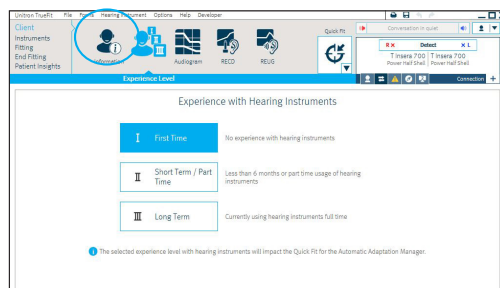 Unitron TrueFit File Forms Hearing Instrument Options Help Developer
Client
Instruments
Fitting
End Fitting
Patient Insights
Information
Audiogram
RECD
REUG
Quick Fit
Conversation in quiet
R X Detect X L
T Insera 700 T Insera 700
Power Half Shell Power Half Shell
Experience Level
Connection +
Experience with Hearing Instruments
I First Time
No experience with hearing instruments
II Short Term / Part
Time
Less than 6 months or part time usage of hearing
instruments
III Long Term
Currently using hearing instruments full time
The selected experience level with hearing instruments will impact the Quick Fit for the Automatic Adaptation Manager.